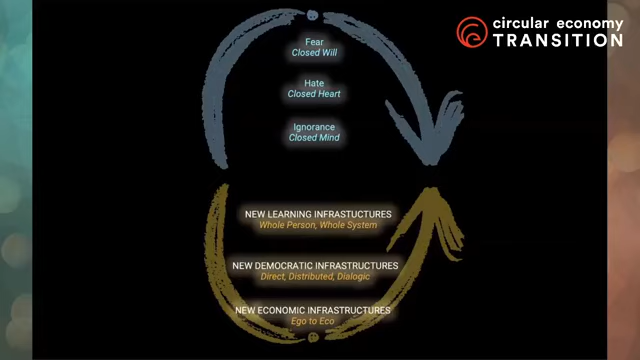 circular economy
TRANSITION
Fear
Closed Will
Hate
Closed Heart
Ignorance
Closed Mind
NEW LEARNING INFRASTUCTURES
Whole Person, Whole System
NEW DEMOCRATIC INFRASTRUCTURES
Direct, Distributed, Dialogic
NEW ECONOMIC INFRASTRUCTURES
Ego to Eco